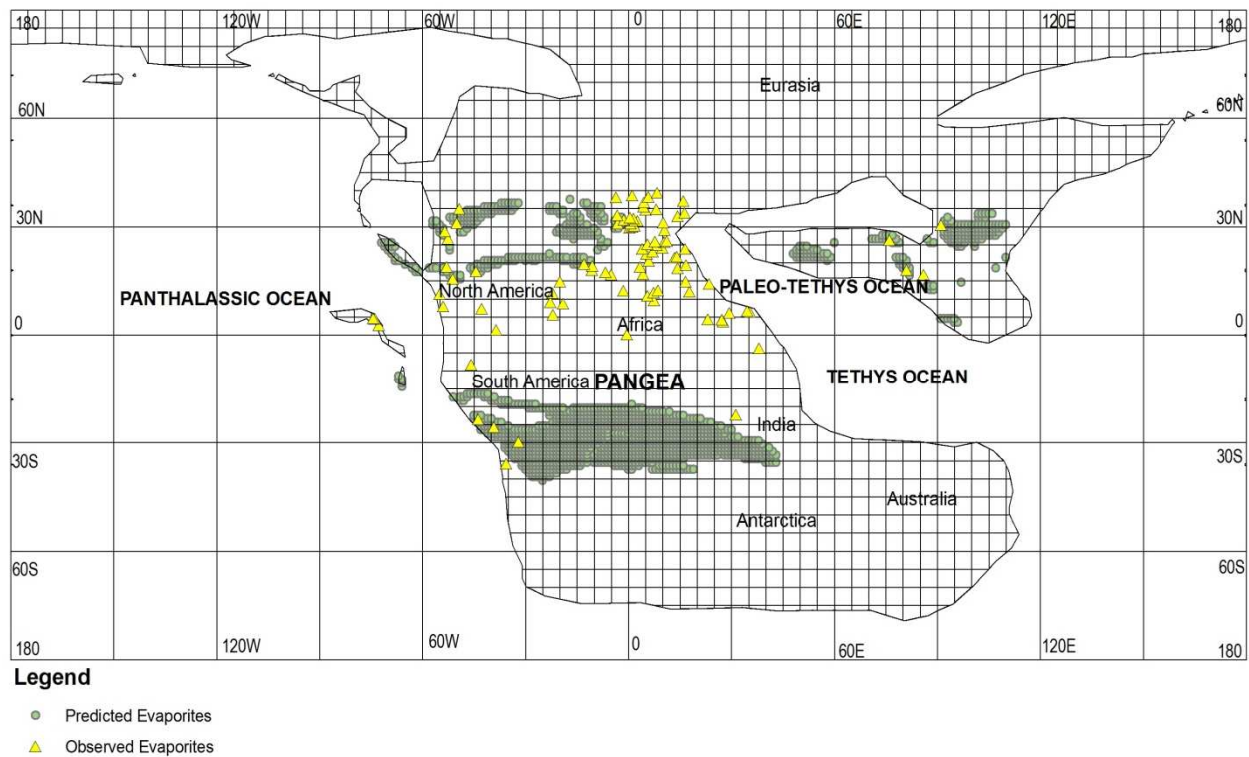 180 120W 60W 0 60E 120E 180
Eurasia
60N 60N
30N 30N
North America
PANTHALASSIC OCEAN
PALEO-TETHYS OCEAN
0 Africa 0
South America PANGEA TETHYS OCEAN
India
30S 30S
Australia
Antarctica
60S 60S
180 120W 60W 0 60E 120E 180
Legend
Predicted Evaporites
Observed Evaporites